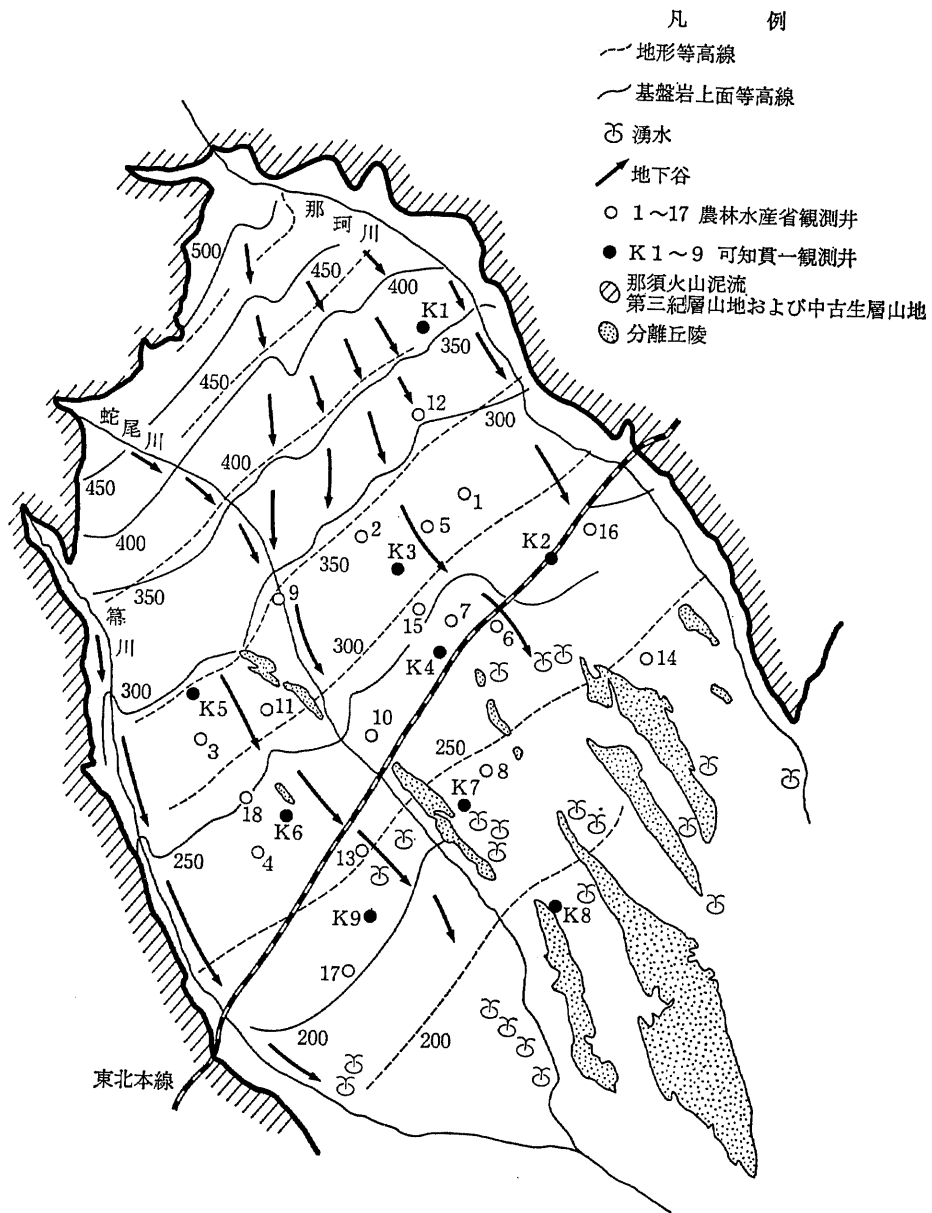 凡 例
地形等高線
基盤岩上面等高線
湧水
地下谷
1~17 農林水産省観測井
K1~9 可知貫一観測井
那須火山泥流
第三紀層山地および中古生層山地
分離丘陵
那珂川
500
450
400
K1
350
450
12
300
蛇尾川
400
450
1
2
5
16
400
K3
K2
350
350
9
箒川
15
7
6
300
K4
14
300
K5
11
10
3
250
8
K7
18
K6
250
4
13
K9
K8
17
200
200
東北本線